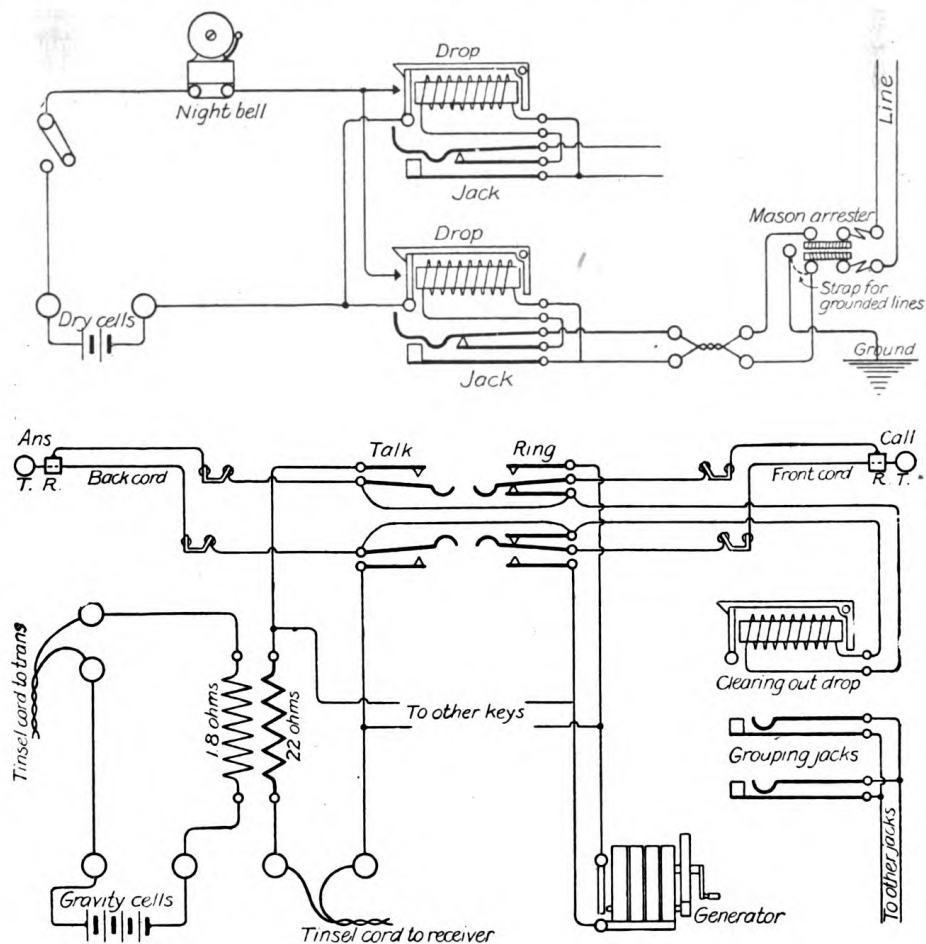 Drop
Night bell
Jack
Line
Mason arrester
Drop
Strap for
grounded lines
Dry cells
Ground
Jack
Ans
Talk
Ring
Call
T. R.
Back cord
Front cord
R. T.
Tinsel cord to trans
1.8 ohms
22 ohms
Clearing out drop
To other keys
Grouping jacks
To other jacks
Gravity cells
Generator
Tinsel cord to receiver